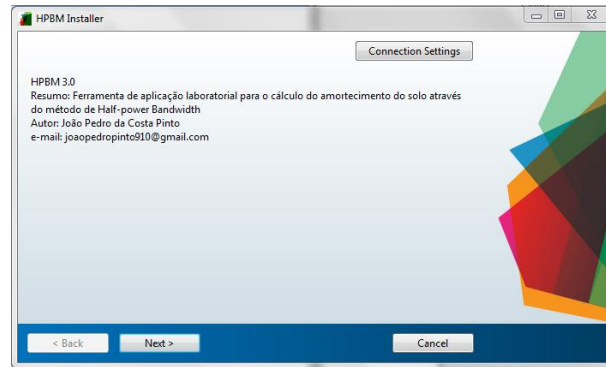 HPBM Installer
Connection Settings
HPBM 3.0
Resumo: Ferramenta de aplicação laboratorial para o cálculo do amortecimento do solo através
do método de Half-power Bandwidth
Autor: João Pedro da Costa Pinto
e-mail: joaopedropinto910@gmail.com
< Back
Next >
Cancel